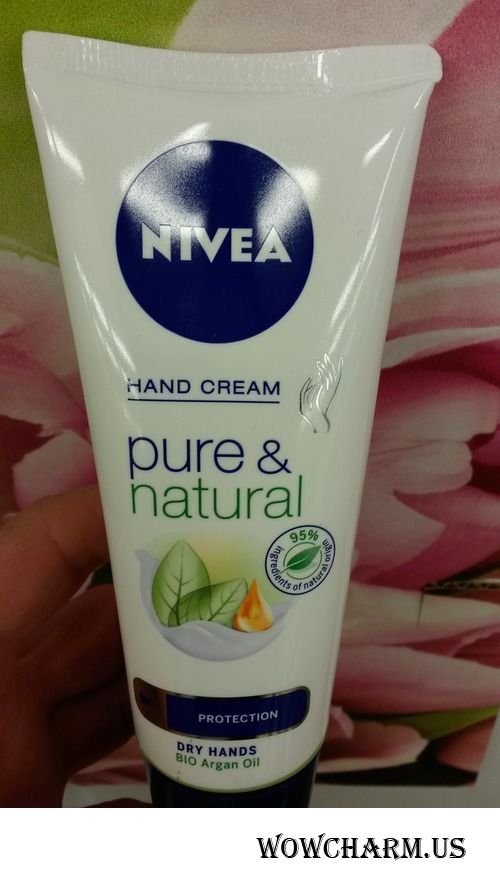 NIVEA
HAND CREAM
pure &
natural
95%
ingredients of natural origin
PROTECTION
DRY HANDS
BIO Argan Oil
WOWCHARM.US